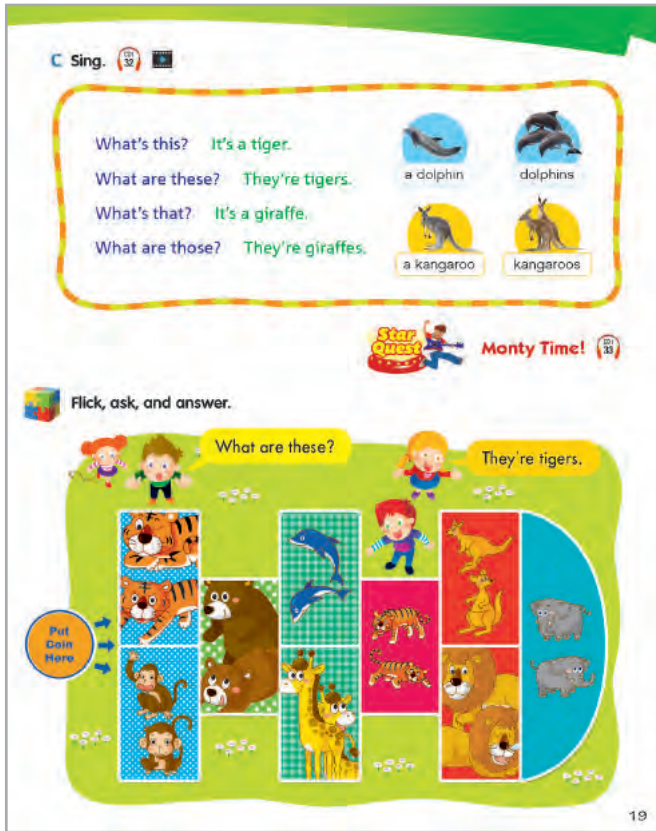 C Sing. CD1 32
What's this? It's a tiger.
What are these? They're tigers.
What's that? It's a giraffe.
What are those? They're giraffes.
a dolphin dolphins
a kangaroo kangaroos
Star Quest Monty Time! CD1 33
Flick, ask, and answer.
What are these?
They're tigers.
Put
Coin
Here
19